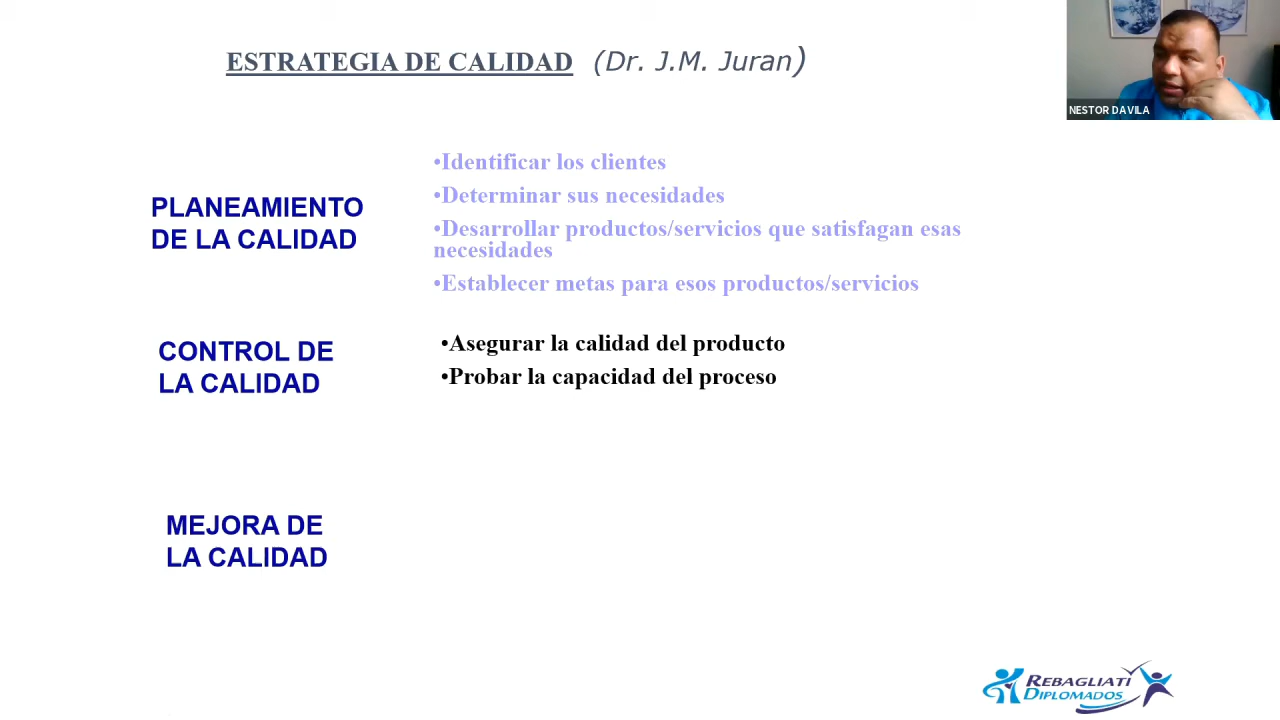 ESTRATEGIA DE CALIDAD (Dr. J.M. Juran)
NESTOR DAVILA
PLANEAMIENTO
DE LA CALIDAD
•Identificar los clientes
•Determinar sus necesidades
•Desarrollar productos/servicios que satisfagan esas
necesidades
•Establecer metas para esos productos/servicios
CONTROL DE
LA CALIDAD
•Asegurar la calidad del producto
•Probar la capacidad del proceso
MEJORA DE
LA CALIDAD
REBAGLIATI
DIPLOMADOS